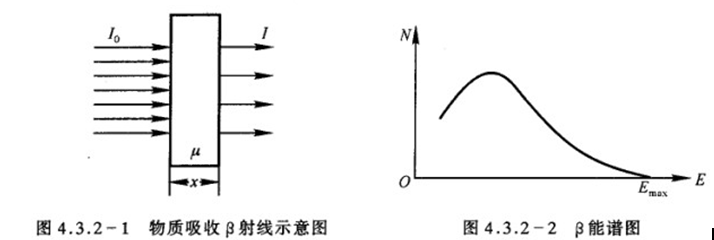 I₀
I
μ
x
N
O
E_max
E
图 4.3.2-1 物质吸收β射线示意图
图 4.3.2-2 β能谱图